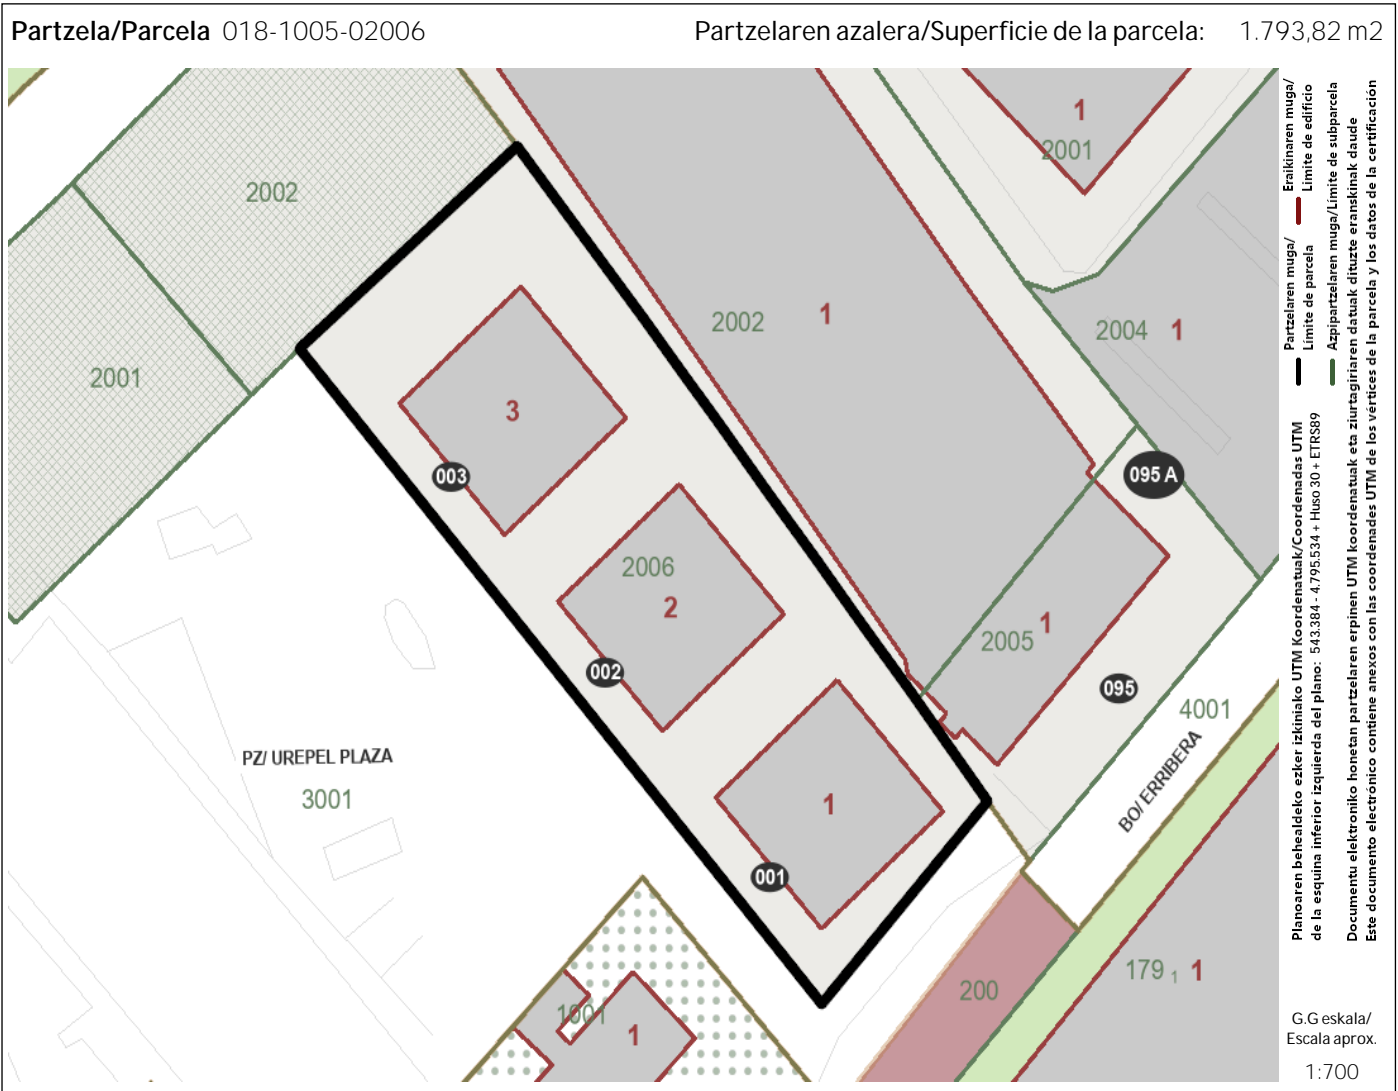 Partzela/Parcela 018-1005-02006
Partzelaren azalera/Superficie de la parcela: 1.793,82 m2
1
2001
2002
2002
1
2004
1
2001
3
003
095 A
2006
2
002
2005
1
095
4001
PZ/ UREPEL PLAZA
3001
BO/ ERRIBERA
1
001
179
1
1
200
1001
1
Eraikinaren muga/
Límite de edificio
Partzelaren muga/
Límite de parcela
Azpipartzelaren muga/Límite de subparcela
Planoaren behealdeko ezker izkiniako UTM Koordenatuak/Coordenadas UTM
de la esquina inferior izquierda del plano: 543.384 - 4.795.534 + Huso 30 + ETRS89
Documentu elektroniko honetan partzelaren erpinen UTM koordenatuak eta ziurtagiriaren datuak dituzte eranskinak daude
Este documento electrónico contiene anexos con las coordenadas UTM de los vértices de la parcela y los datos de la certificación
G.G eskala/
Escala aprox.
1:700